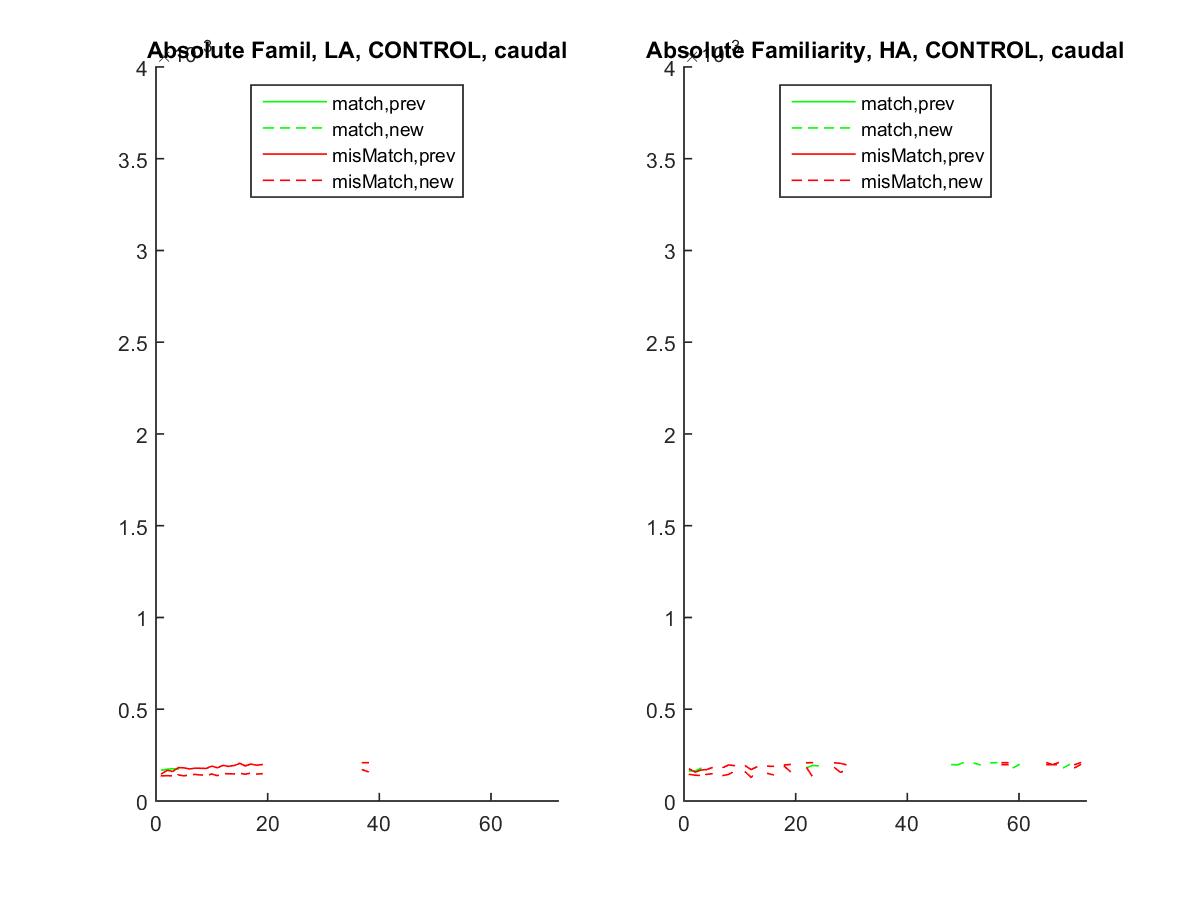 Absolute Famil, LA, CONTROL, caudal
×10
4
3.5
3
2.5
2
1.5
1
0.5
0
0 20 40 60
match,prev
match,new
misMatch,prev
misMatch,new
Absolute Familiarity, HA, CONTROL, caudal
×10
4
3.5
3
2.5
2
1.5
1
0.5
0
0 20 40 60
match,prev
match,new
misMatch,prev
misMatch,new